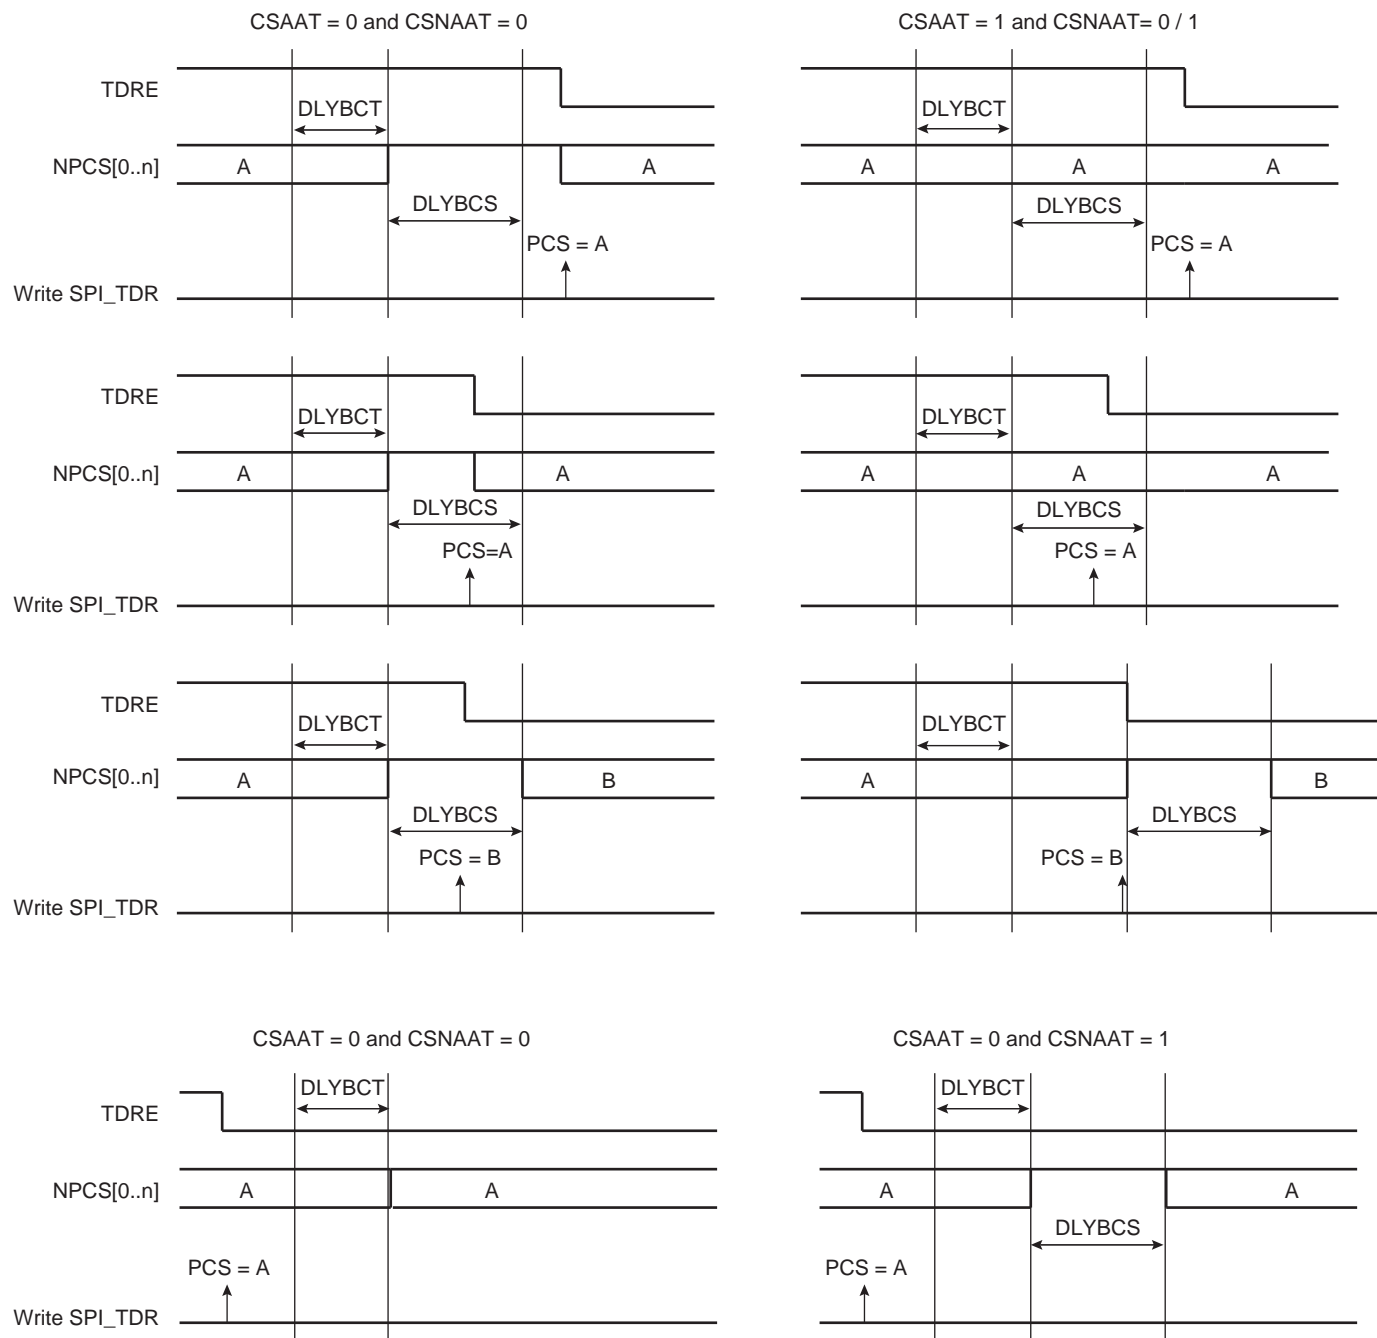 CSAAT = 0 and CSNAAT = 0
CSAAT = 1 and CSNAAT= 0 / 1
TDRE
DLYBCT
DLYBCT
NPCS[0..n]
A
A
A
A
A
DLYBCS
DLYBCS
PCS = A
PCS = A
Write SPI_TDR
TDRE
DLYBCT
DLYBCT
NPCS[0..n]
A
A
A
A
A
DLYBCS
DLYBCS
PCS=A
PCS = A
Write SPI_TDR
TDRE
DLYBCT
DLYBCT
NPCS[0..n]
A
B
A
B
DLYBCS
DLYBCS
PCS = B
PCS = B
Write SPI_TDR
CSAAT = 0 and CSNAAT = 0
CSAAT = 0 and CSNAAT = 1
DLYBCT
DLYBCT
TDRE
NPCS[0..n]
A
A
A
A
DLYBCS
PCS = A
PCS = A
Write SPI_TDR